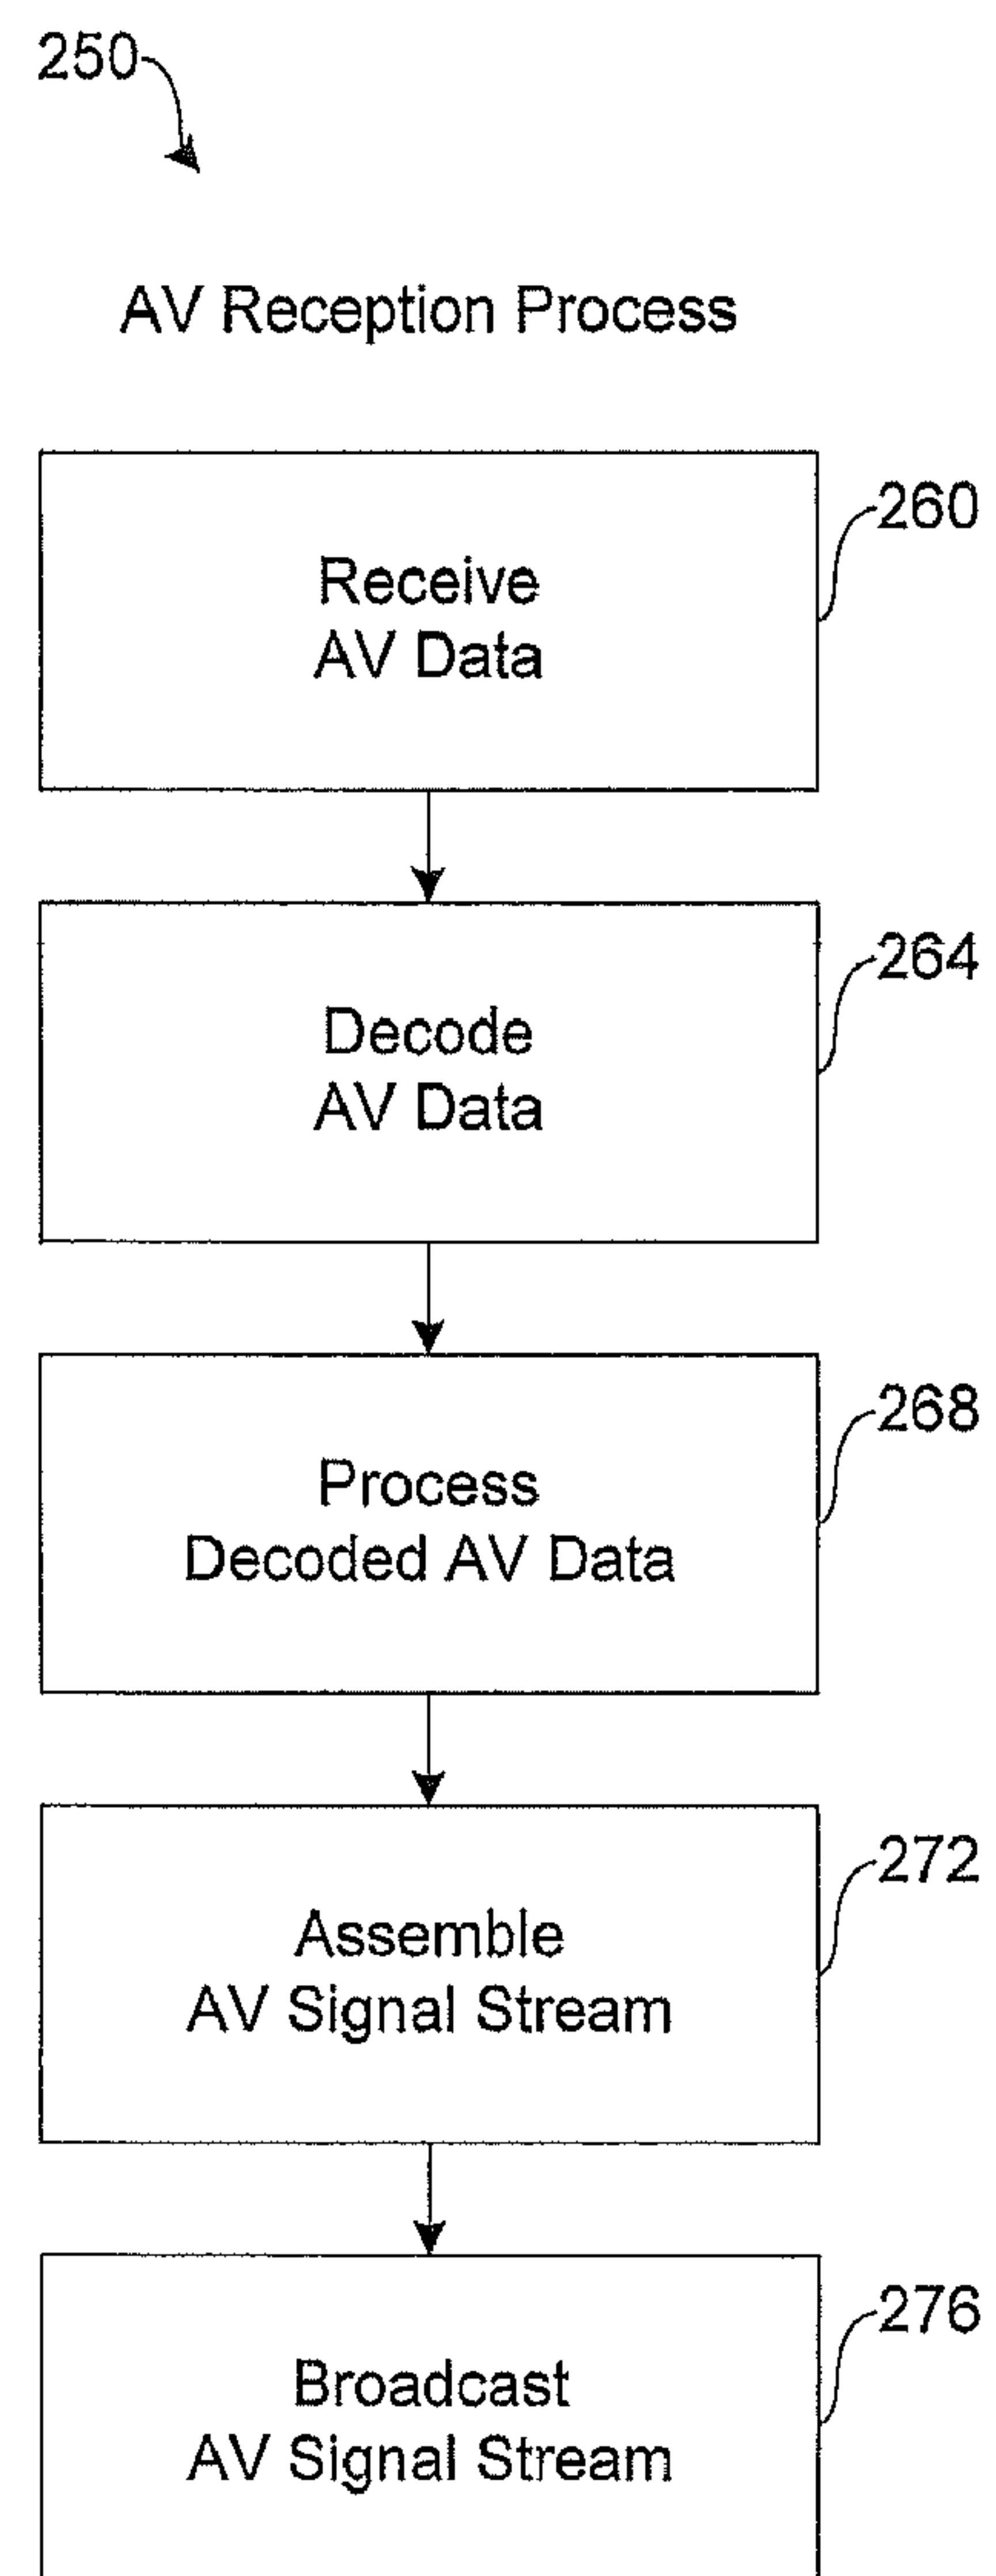 250
AV Reception Process
260
Receive
AV Data
264
Decode
AV Data
268
Process
Decoded AV Data
272
Assemble
AV Signal Stream
276
Broadcast
AV Signal Stream